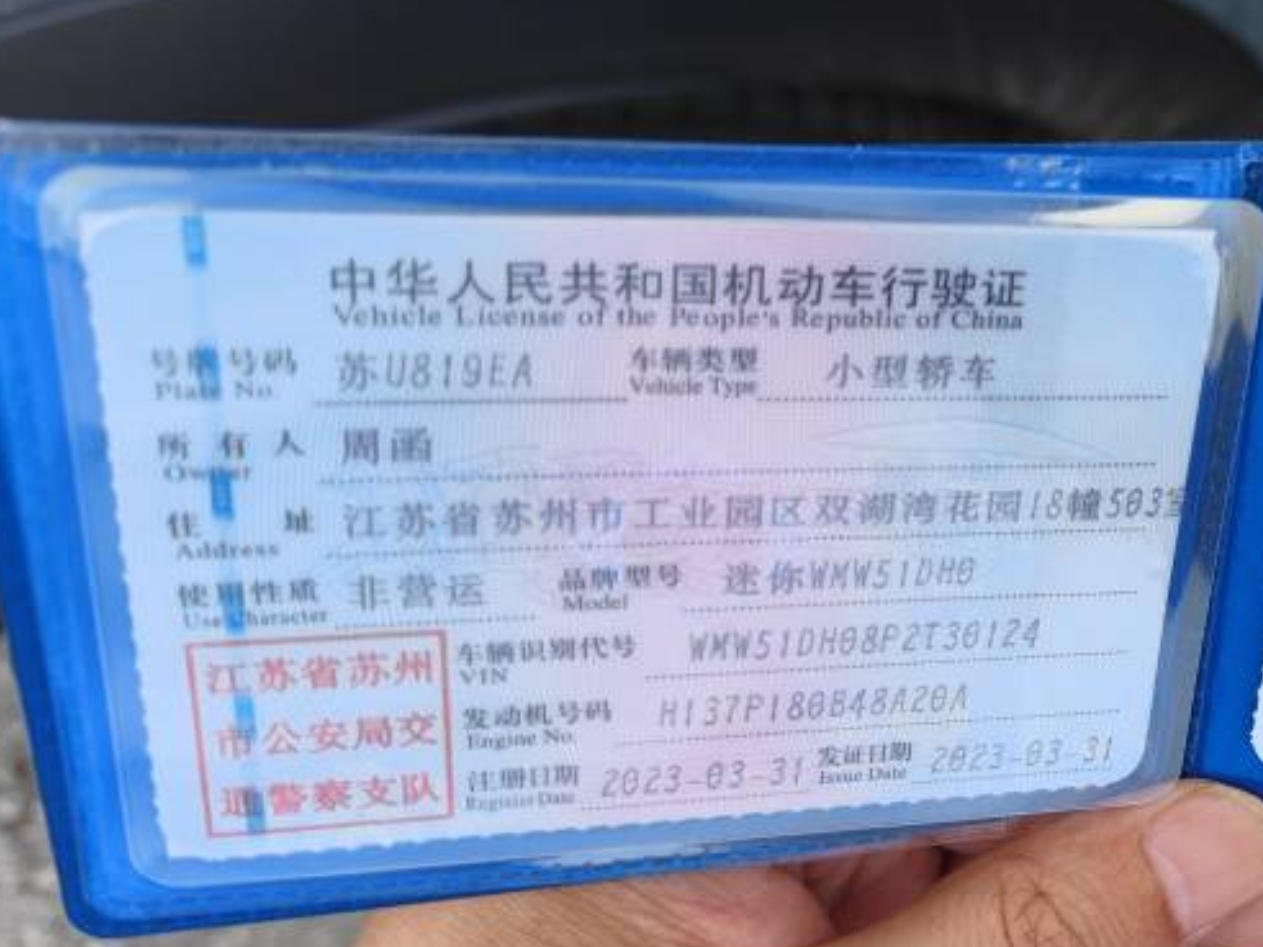 中华人民共和国机动车行驶证
Vehicle License of the People's Republic of China
号牌号码 苏U819EA 车辆类型 小型轿车
Plate No. Vehicle Type
所有人 周函
Owner
住址 江苏省苏州市工业园区双湖湾花园18幢503室
Address
使用性质 非营运 品牌型号 迷你WMW51DH0
Use Character Model
江苏省苏州
市公安局交
通警察支队
车辆识别代号 WMW51DH08P2T30124
VIN
发动机号码 H137P180B48A20A
Engine No.
注册日期 2023-03-31 发证日期 2023-03-31
Register Date Issue Date